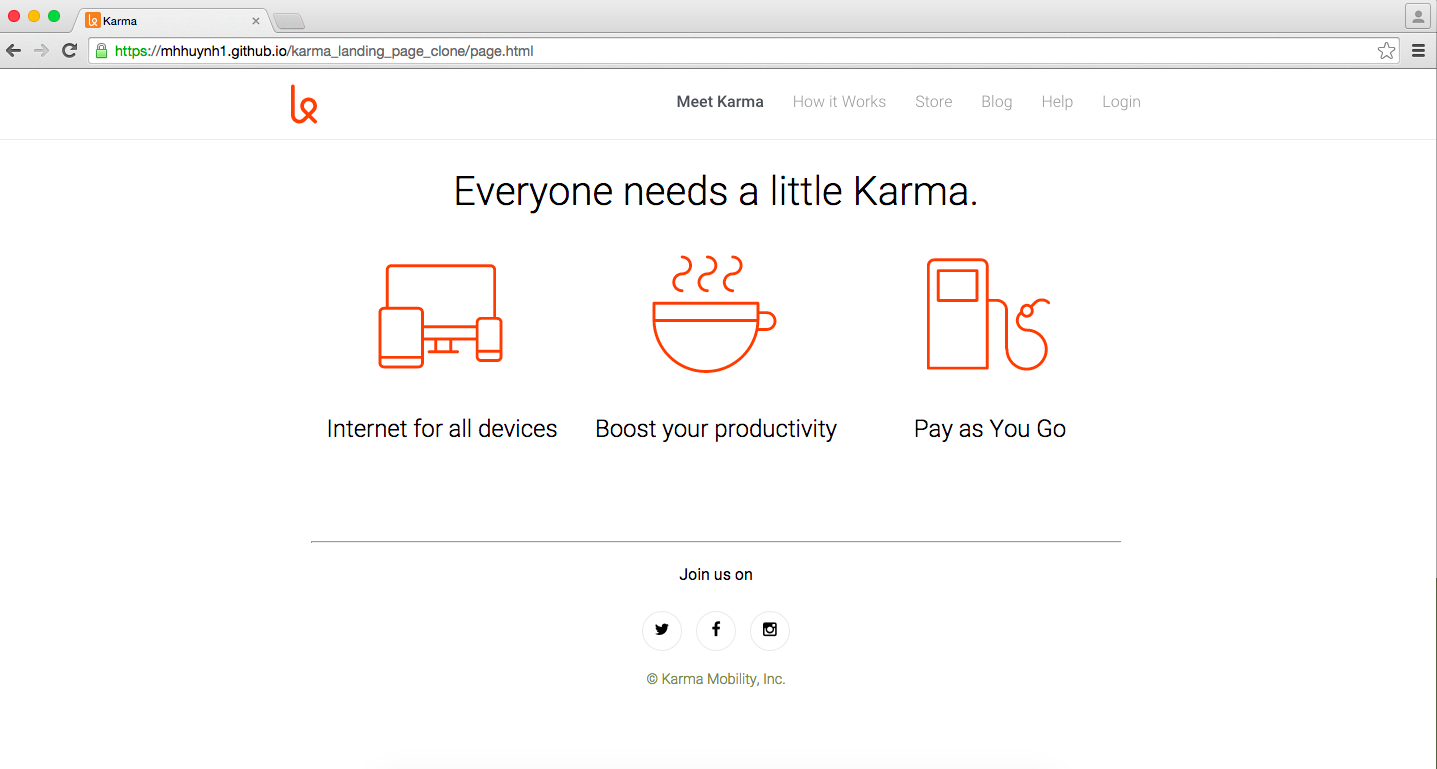 Karma
https://mhhuynh1.github.io/karma_landing_page_clone/page.html
Meet Karma How it Works Store Blog Help Login
Everyone needs a little Karma.
Internet for all devices Boost your productivity Pay as You Go
Join us on
© Karma Mobility, Inc.